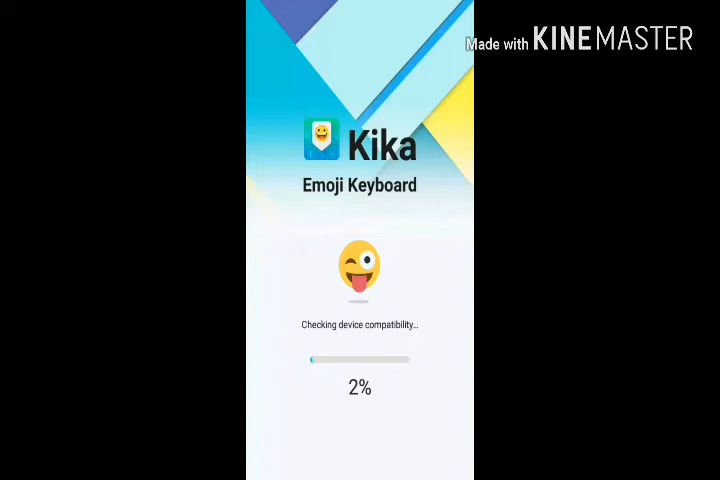 Made with KINEMASTER
Kika
Emoji Keyboard
Checking device compatibility...
2%